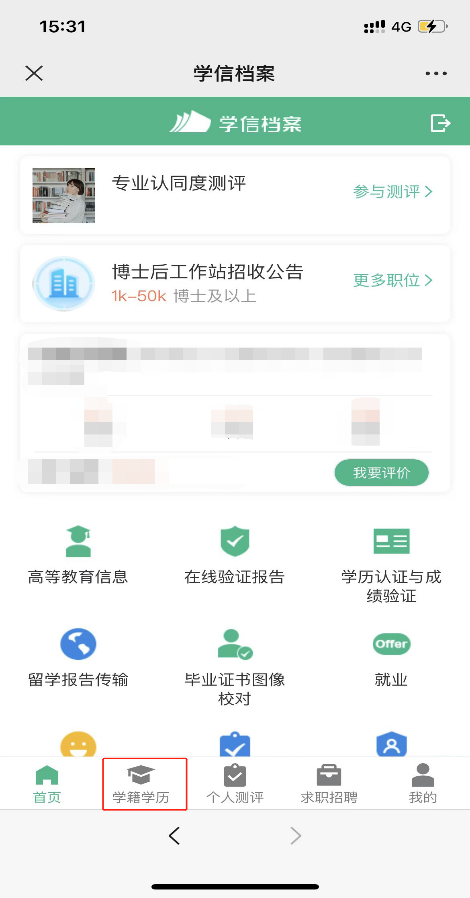 15:31
4G
学信档案
学信档案
专业认同度测评
参与测评
博士后工作站招收公告
1k-50k 博士及以上
更多职位
我要评价
高等教育信息
在线验证报告
学历认证与成
绩验证
留学报告传输
毕业证书图像
校对
Offer
就业
首页
学籍学历
个人测评
求职招聘
我的